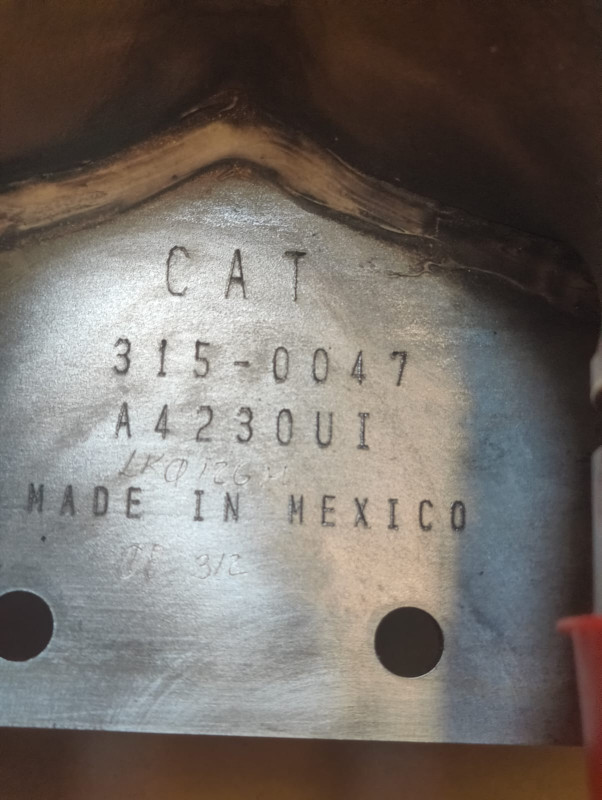 CAT
315-0047
A4230UI
MADE IN MEXICO